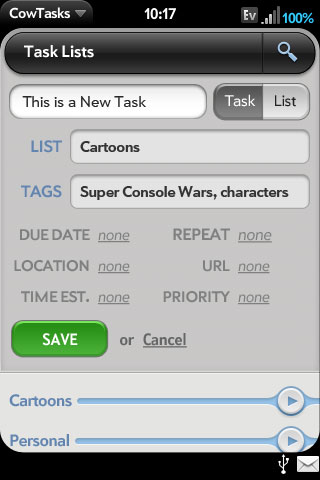 CowTasks 10:17 Ev 100%
Task Lists
This is a New Task Task List
LIST Cartoons
TAGS Super Console Wars, characters
DUE DATE none REPEAT none
LOCATION none URL none
TIME EST. none PRIORITY none
SAVE or Cancel
Cartoons
Personal